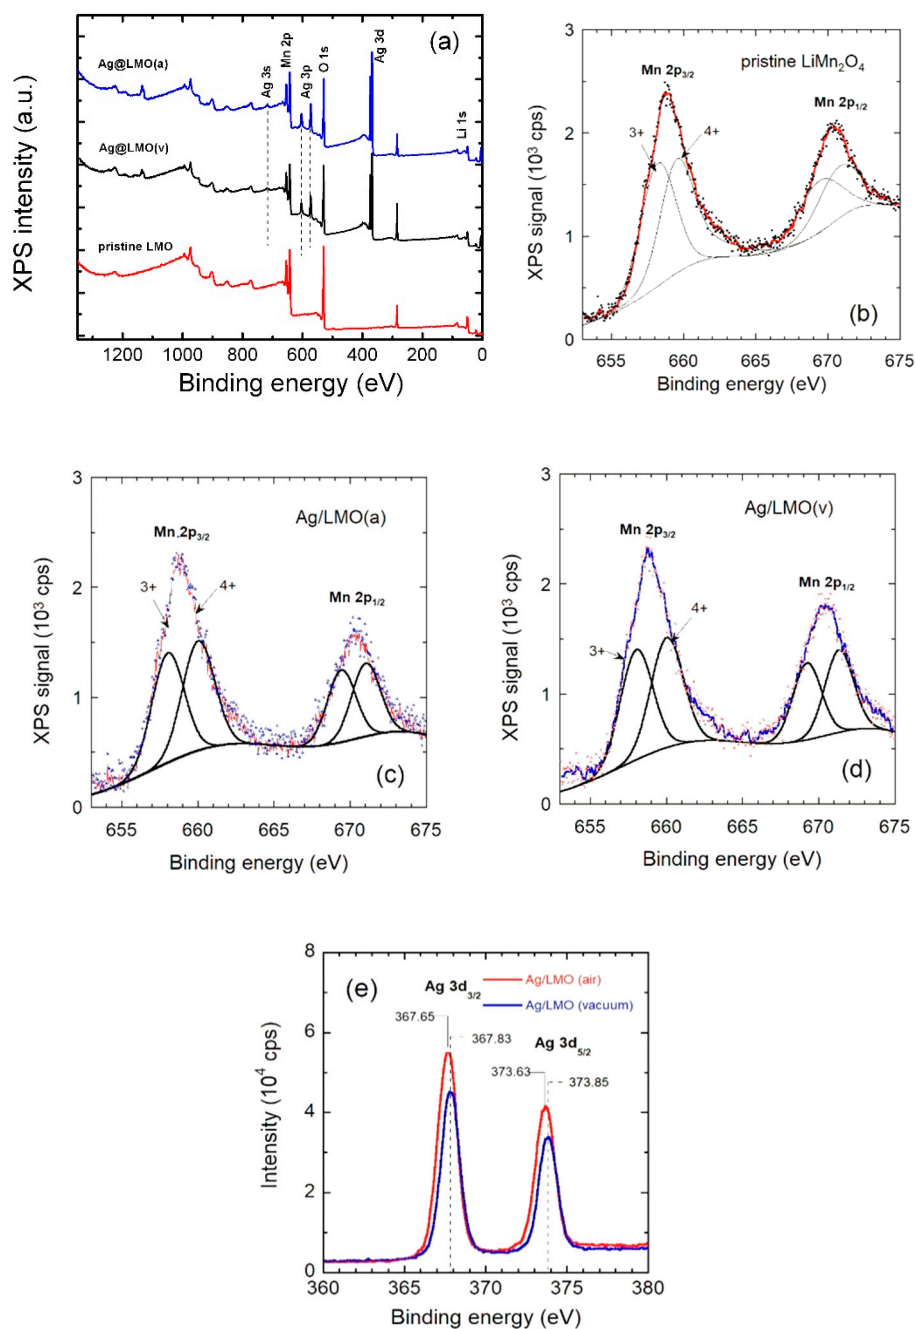 (a)
Ag@LMO(a)
Ag 3s
Mn 2p
Ag 3p
O 1s
Ag 3d
Li 1s
Ag@LMO(v)
pristine LMO
XPS intensity (a.u.)
1200 1000 800 600 400 200 0
Binding energy (eV)
3
pristine LiMn₂O₄
Mn 2p₃/₂
Mn 2p₁/₂
3+
4+
2
1
0
XPS signal (10³ cps)
(b)
655 660 665 670 675
Binding energy (eV)
3
Ag/LMO(a)
Mn 2p₃/₂
3+
4+
Mn 2p₁/₂
2
1
0
XPS signal (10³ cps)
(c)
655 660 665 670 675
Binding energy (eV)
3
Ag/LMO(v)
Mn 2p₃/₂
Mn 2p₁/₂
4+
3+
2
1
0
XPS signal (10³ cps)
(d)
655 660 665 670 675
Binding energy (eV)
8
(e)
Ag 3d₃/₂
Ag/LMO (air)
Ag/LMO (vacuum)
367.65
367.83
Ag 3d₅/₂
373.63
373.85
6
4
2
0
Intensity (10⁴ cps)
360 365 370 375 380
Binding energy (eV)